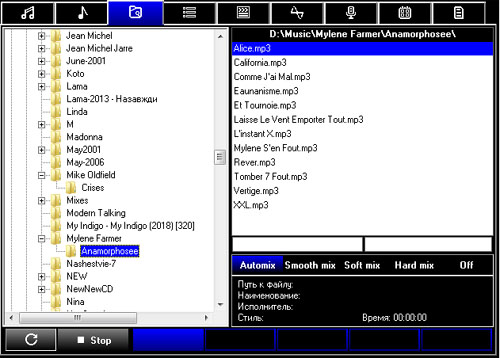 Jean Michel
Jean Michel Jarre
June-2001
Koto
Lama
Lama-2013 - Назавжди
Linda
M
Madonna
May2001
May-2006
Mike Oldfield
Crises
Mixes
Modern Talking
My Indigo - My Indigo (2018) [320]
Mylene Farmer
Anamorphosee
Nashestvie-7
NEW
NewNewCD
Nina
D:\Music\Mylene Farmer\Anamorphosee\
Alice.mp3
California.mp3
Comme J'ai Mal.mp3
Eaunanisme.mp3
Et Tournoie.mp3
Laisse Le Vent Emporter Tout.mp3
L'instant X.mp3
Mylene S'en Fout.mp3
Rever.mp3
Tomber 7 Fout.mp3
Vertige.mp3
XXL.mp3
Automix Smooth mix Soft mix Hard mix Off
Путь к файлу:
Наименование:
Исполнитель:
Стиль: Время: 00:00:00
Stop